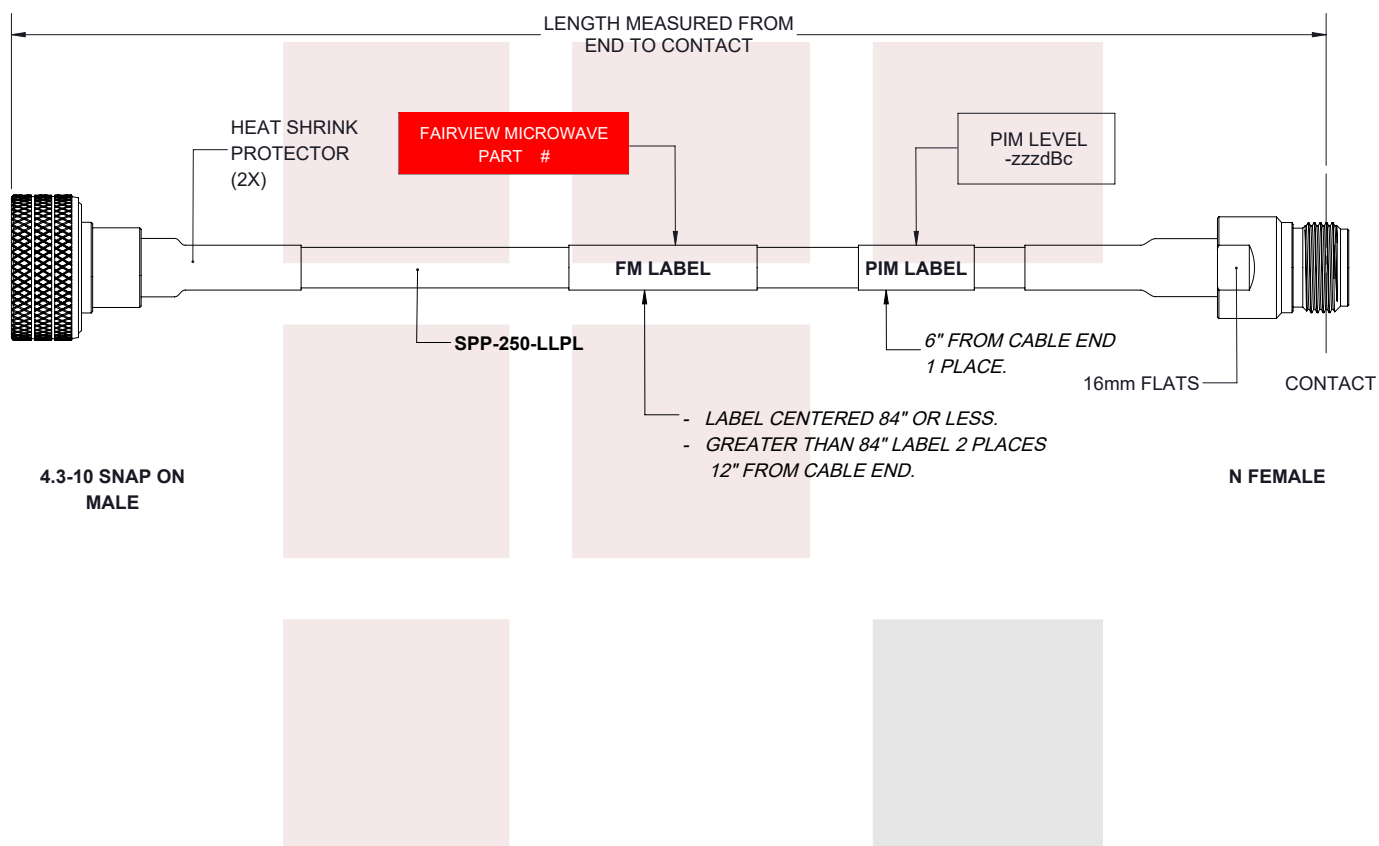 LENGTH MEASURED FROM
END TO CONTACT
HEAT SHRINK
PROTECTOR
(2X)
FAIRVIEW MICROWAVE
PART #
PIM LEVEL
-zzzdBc
FM LABEL
PIM LABEL
SPP-250-LLPL
6" FROM CABLE END
1 PLACE.
16mm FLATS
CONTACT
- LABEL CENTERED 84" OR LESS.
- GREATER THAN 84" LABEL 2 PLACES
12" FROM CABLE END.
4.3-10 SNAP ON
MALE
N FEMALE